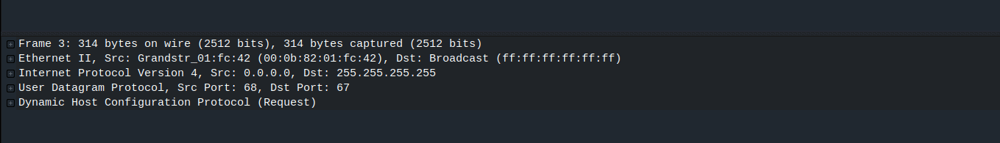 Frame 3: 314 bytes on wire (2512 bits), 314 bytes captured (2512 bits)
Ethernet II, Src: Grandstr_01:fc:42 (00:0b:82:01:fc:42), Dst: Broadcast (ff:ff:ff:ff:ff:ff)
Internet Protocol Version 4, Src: 0.0.0.0, Dst: 255.255.255.255
User Datagram Protocol, Src Port: 68, Dst Port: 67
Dynamic Host Configuration Protocol (Request)